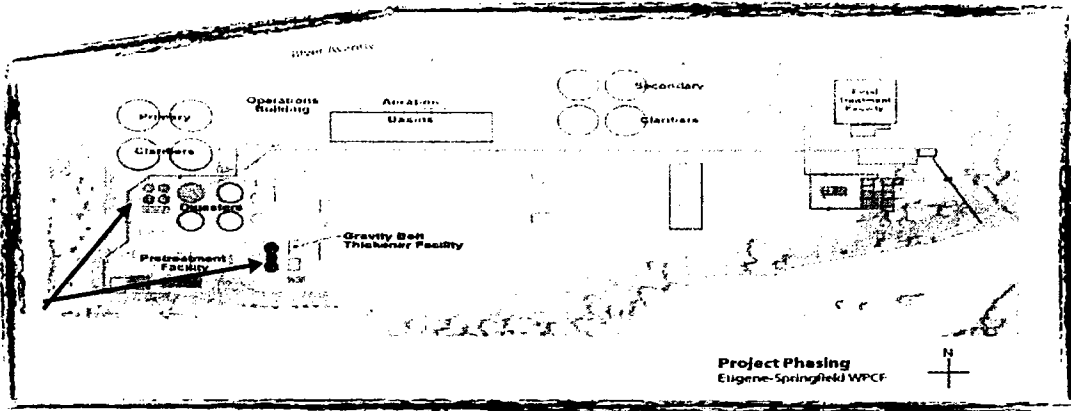 River Avenue
Secondary
Clarifiers
Final
Treatment
Facility
Operations
Building
Aeration
Basins
Primary
Clarifiers
Digesters
Gravity Belt
Thickener Facility
Pretreatment
Facility
Project Phasing
Eugene-Springfield WPCF
N